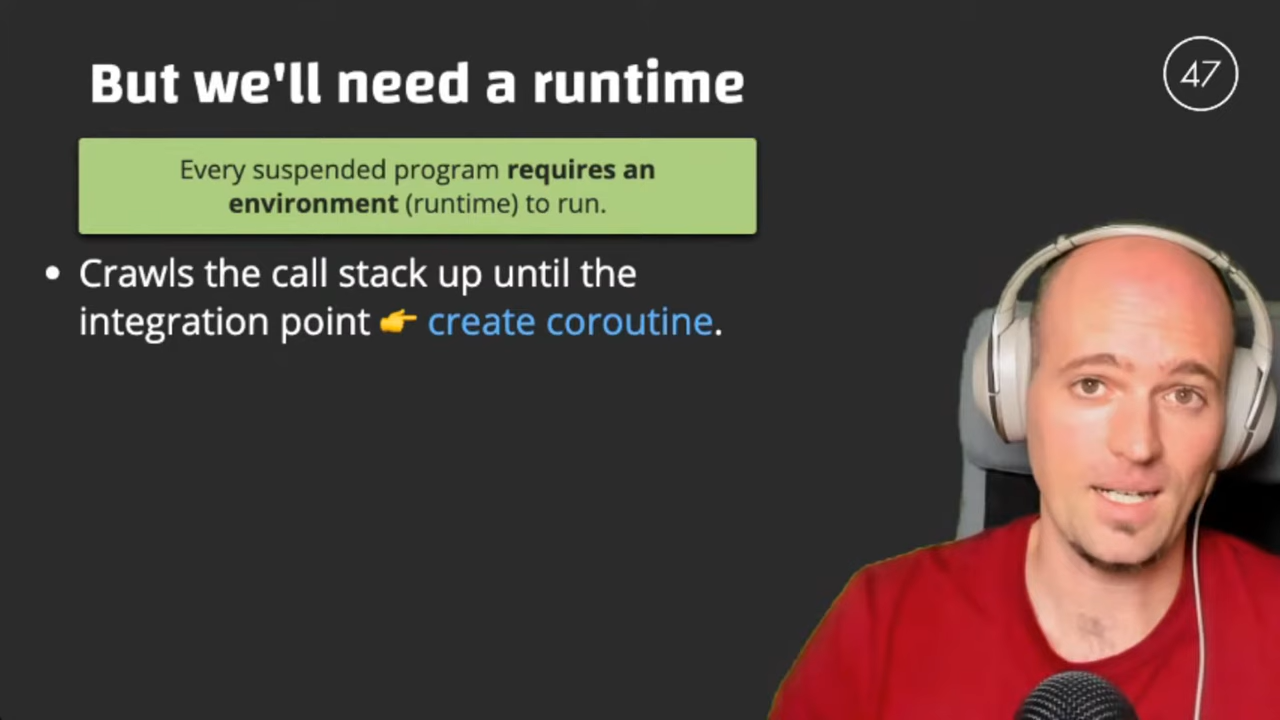 But we'll need a runtime
47
Every suspended program requires an
environment (runtime) to run.
• Crawls the call stack up until the
integration point 👉 create coroutine.